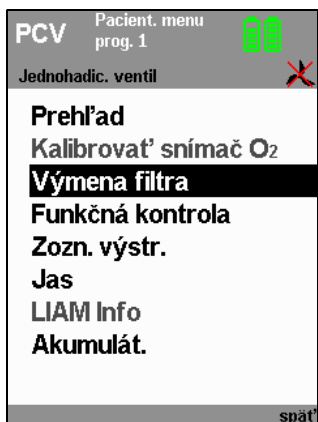 PCV Pacient. menu
prog. 1
Jednohadic. ventil
Prehľad
Kalibrovať snímač O₂
Výmena filtra
Funkčná kontrola
Zozn. výstr.
Jas
LIAM Info
Akumulát.
späť